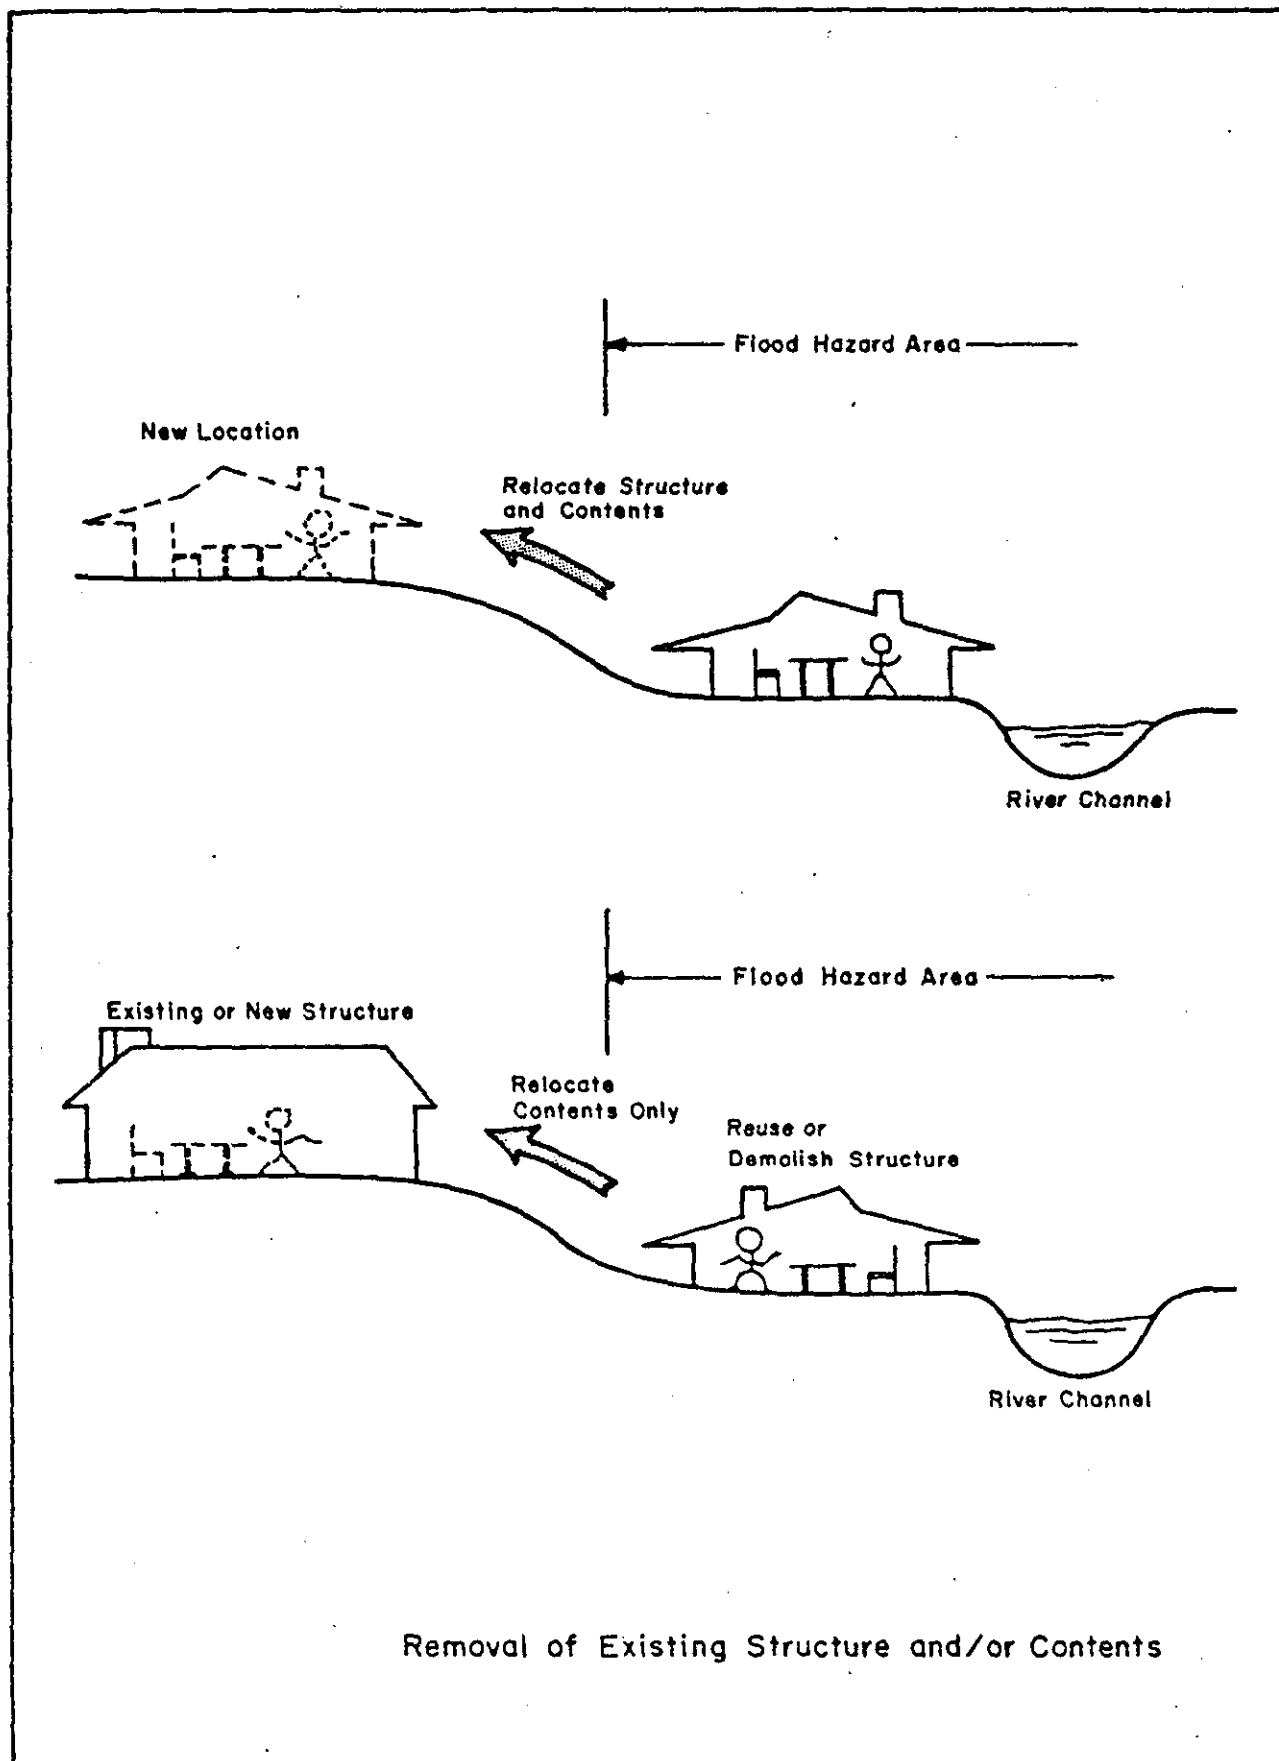 Flood Hazard Area
New Location
Relocate Structure
and Contents
River Channel
Flood Hazard Area
Existing or New Structure
Relocate
Contents Only
Reuse or
Demolish Structure
River Channel
Removal of Existing Structure and/or Contents